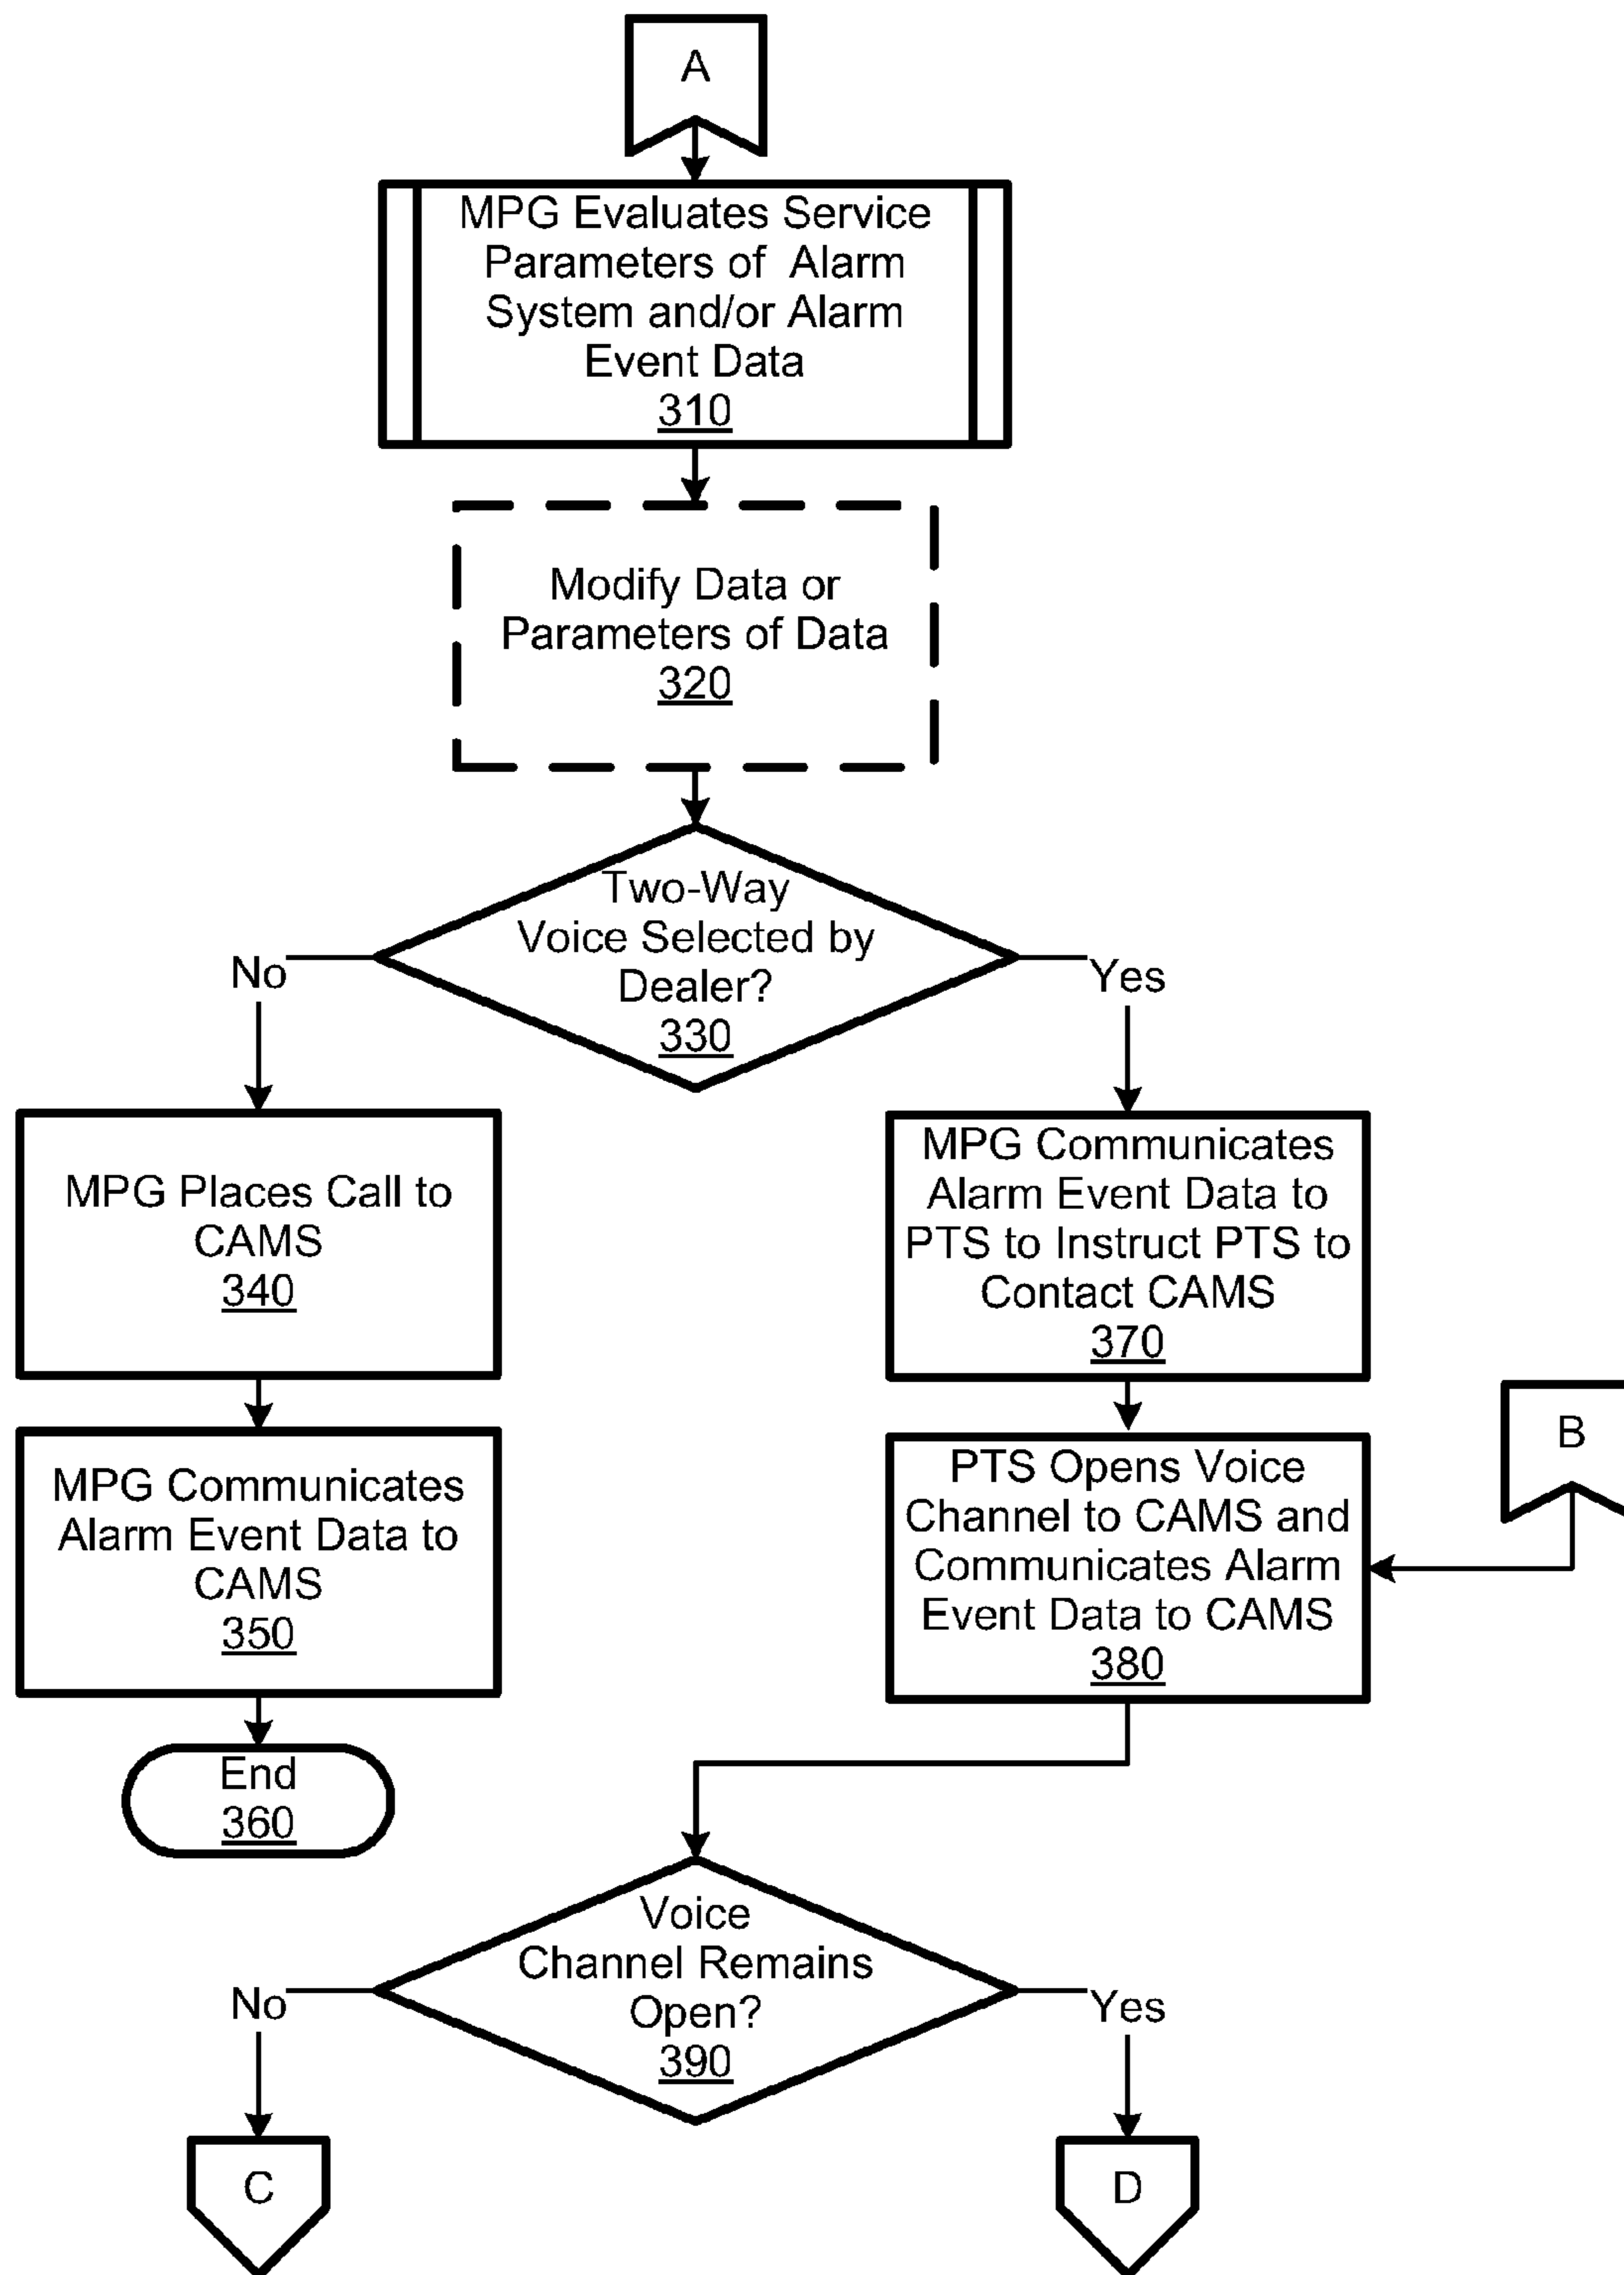 A
MPG Evaluates Service
Parameters of Alarm
System and/or Alarm
Event Data
310
Modify Data or
Parameters of Data
320
Two-Way
Voice Selected by
Dealer?
330
No
Yes
MPG Places Call to
CAMS
340
MPG Communicates
Alarm Event Data to
PTS to Instruct PTS to
Contact CAMS
370
MPG Communicates
Alarm Event Data to
CAMS
350
PTS Opens Voice
Channel to CAMS and
Communicates Alarm
Event Data to CAMS
380
B
End
360
Voice
Channel Remains
Open?
390
No
Yes
C
D